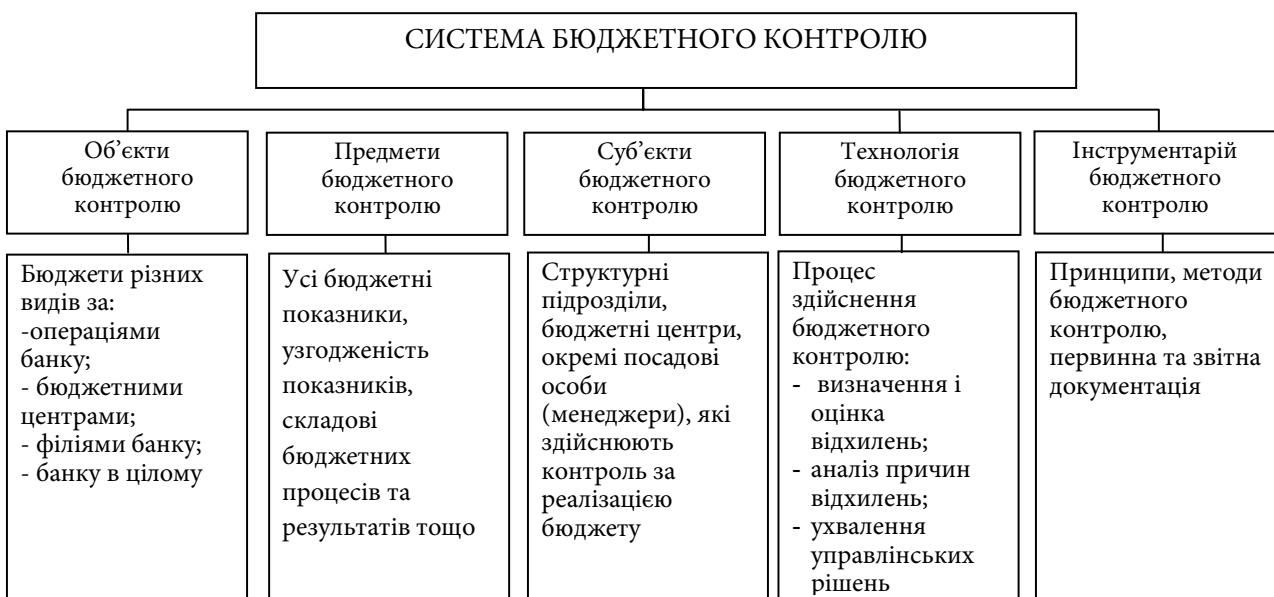 СИСТЕМА БЮДЖЕТНОГО КОНТРОЛЮ
Об’єкти
бюджетного
контролю
Предмети
бюджетного
контролю
Суб’єкти
бюджетного
контролю
Технологія
бюджетного
контролю
Інструментарій
бюджетного
контролю
Бюджети різних
видів за:
-операціями
банку;
- бюджетними
центрами;
- філіями банку;
- банку в цілому
Усі бюджетні
показники,
узгодженість
показників,
складові
бюджетних
процесів та
результатів тощо
Структурні
підрозділи,
бюджетні центри,
окремі посадові
особи
(менеджери), які
здійснюють
контроль за
реалізацією
бюджету
Процес
здійснення
бюджетного
контролю:
- визначення і
оцінка
відхилень;
- аналіз причин
відхилень;
- ухвалення
управлінських
рішень
Принципи, методи
бюджетного
контролю,
первинна та звітна
документація